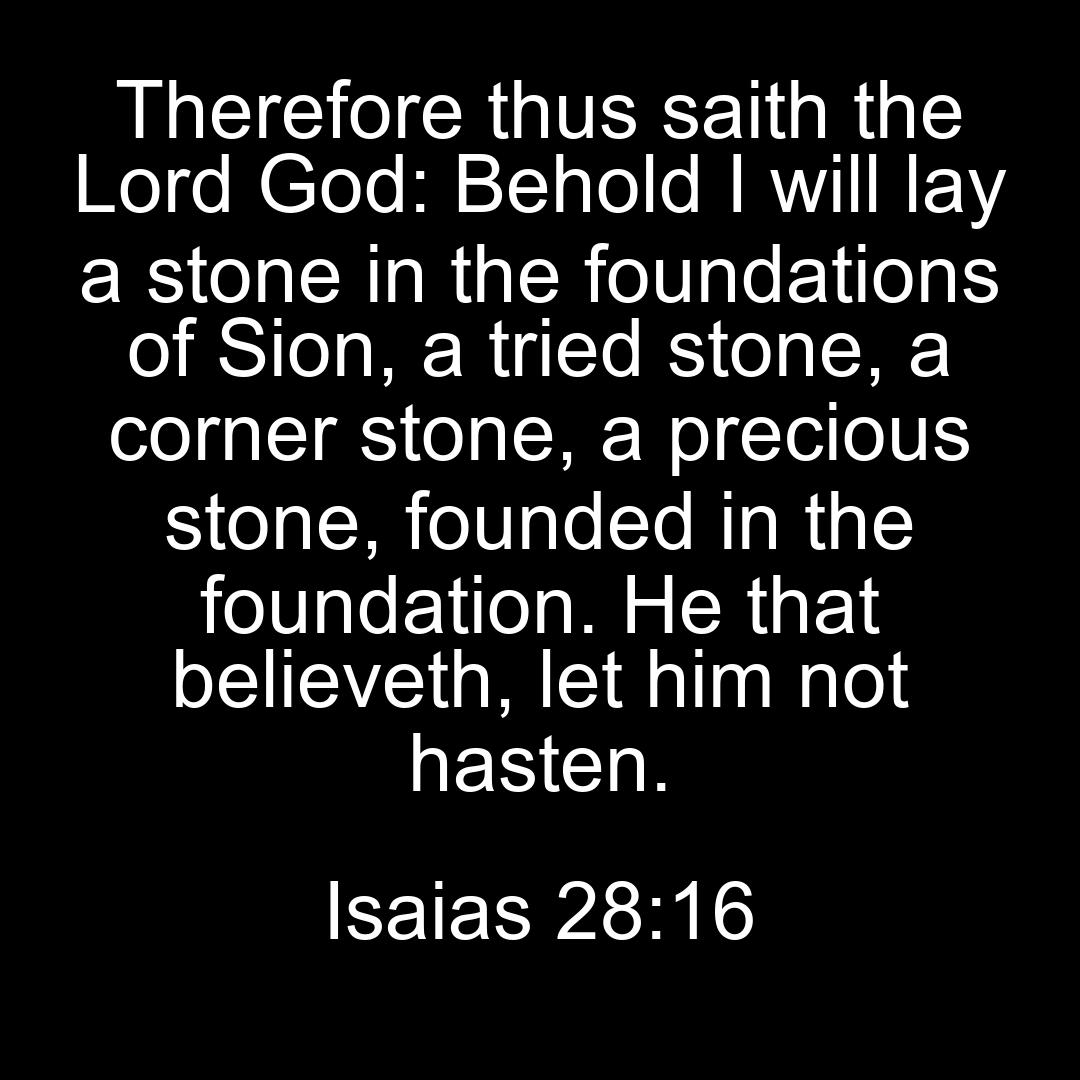 Therefore thus saith the
Lord God: Behold I will lay
a stone in the foundations
of Sion, a tried stone, a
corner stone, a precious
stone, founded in the
foundation. He that
believeth, let him not
hasten.
Isaias 28:16